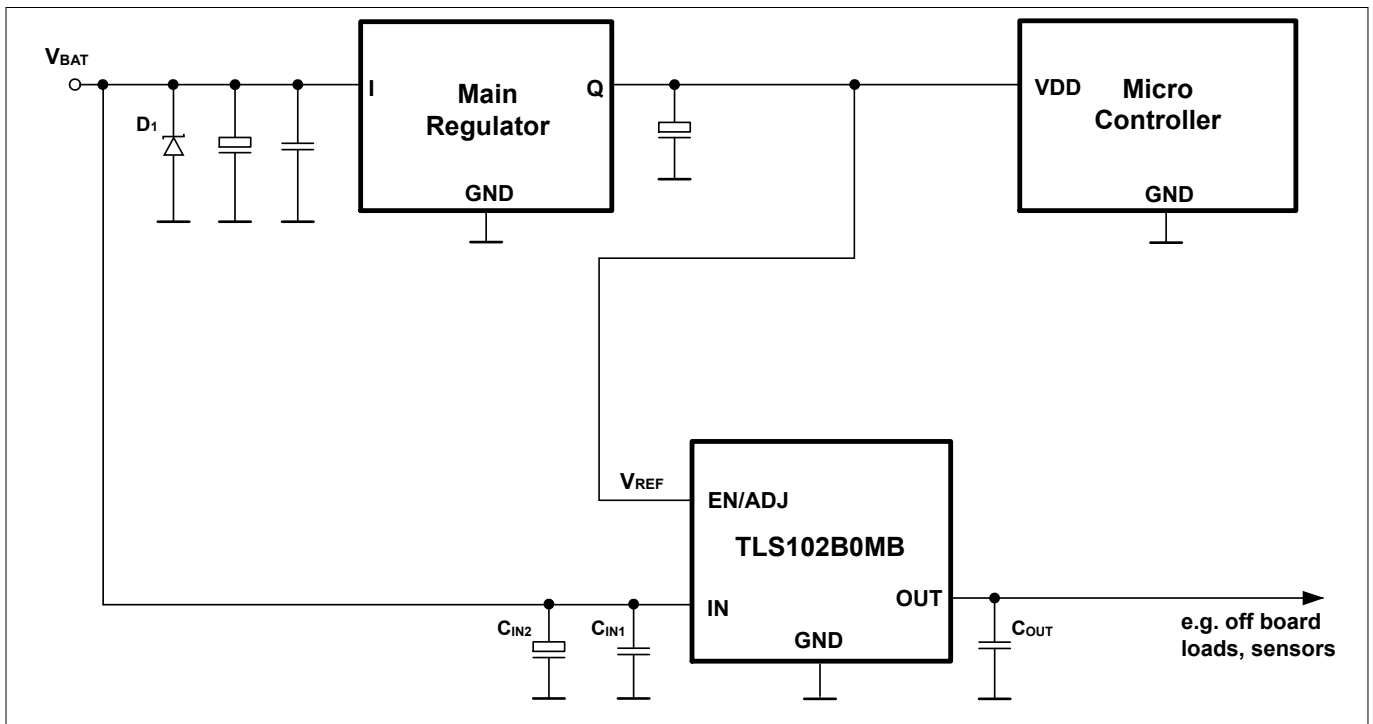 VBAT
D1
I
Main
Regulator
Q
GND
VDD
Micro
Controller
GND
VREF
EN/ADJ
TLS102B0MB
IN
OUT
GND
CIN2
CIN1
COUT
e.g. off board
loads, sensors